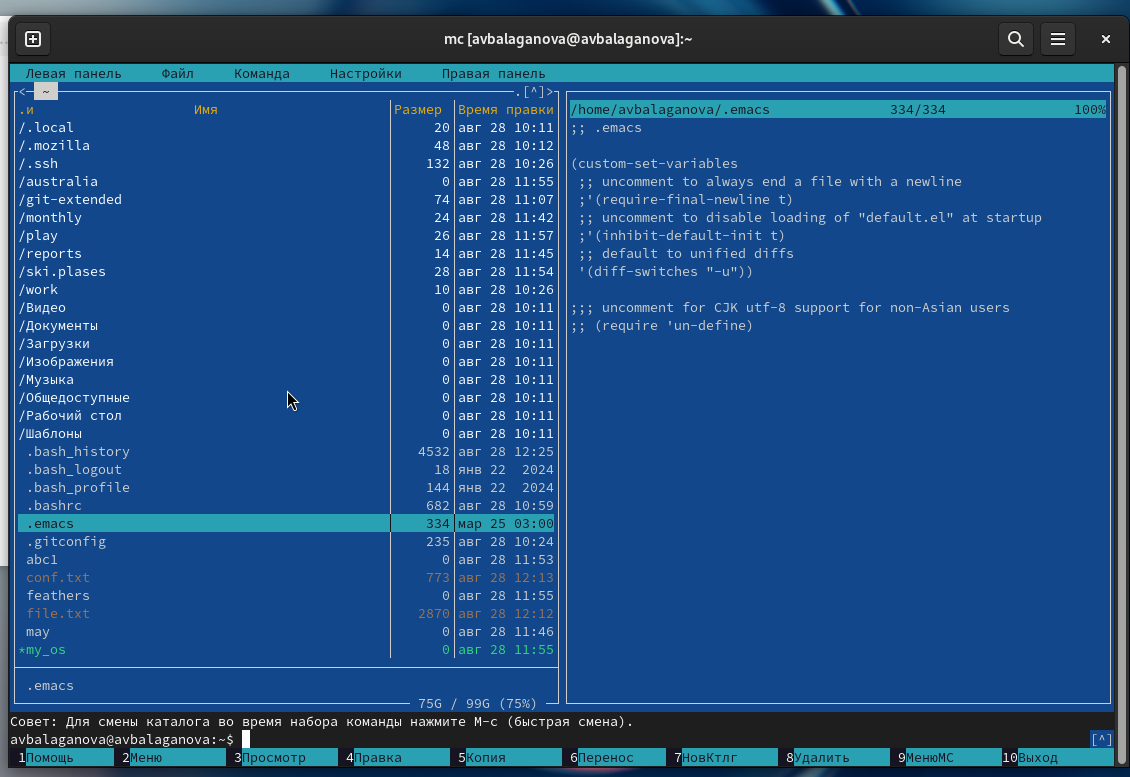 mc [avbalaganova@avbalaganova]:~
Левая панель Файл Команда Настройки Правая панель
<─ ~ .[^]>
.и Имя Размер Время правки
/.local 20 авг 28 10:11
/.mozilla 48 авг 28 10:12
/.ssh 132 авг 28 10:26
/australia 0 авг 28 11:55
/git-extended 74 авг 28 11:07
/monthly 24 авг 28 11:42
/play 26 авг 28 11:57
/reports 14 авг 28 11:45
/ski.plases 28 авг 28 11:54
/work 10 авг 28 10:26
/Видео 0 авг 28 10:11
/Документы 0 авг 28 10:11
/Загрузки 0 авг 28 10:11
/Изображения 0 авг 28 10:11
/Музыка 0 авг 28 10:11
/Общедоступные 0 авг 28 10:11
/Рабочий стол 0 авг 28 10:11
/Шаблоны 0 авг 28 10:11
.bash_history 4532 авг 28 12:25
.bash_logout 18 янв 22 2024
.bash_profile 144 янв 22 2024
.bashrc 682 авг 28 10:59
.emacs 334 мар 25 03:00
.gitconfig 235 авг 28 10:24
abc1 0 авг 28 11:53
conf.txt 773 авг 28 12:13
feathers 0 авг 28 11:55
file.txt 2870 авг 28 12:12
may 0 авг 28 11:46
*my_os 0 авг 28 11:55
.emacs
75G / 99G (75%)
/home/avbalaganova/.emacs 334/334 100%
;; .emacs
(custom-set-variables
;; uncomment to always end a file with a newline
;'(require-final-newline t)
;; uncomment to disable loading of "default.el" at startup
;'(inhibit-default-init t)
;; default to unified diffs
'(diff-switches "-u"))
;;; uncomment for CJK utf-8 support for non-Asian users
;; (require 'un-define)
Совет: Для смены каталога во время набора команды нажмите M-c (быстрая смена).
avbalaganova@avbalaganova:~$ [^]
1Помощь 2Меню 3Просмотр 4Правка 5Копия 6Перенос 7НовКтлг 8Удалить 9МенюMC 10Выход